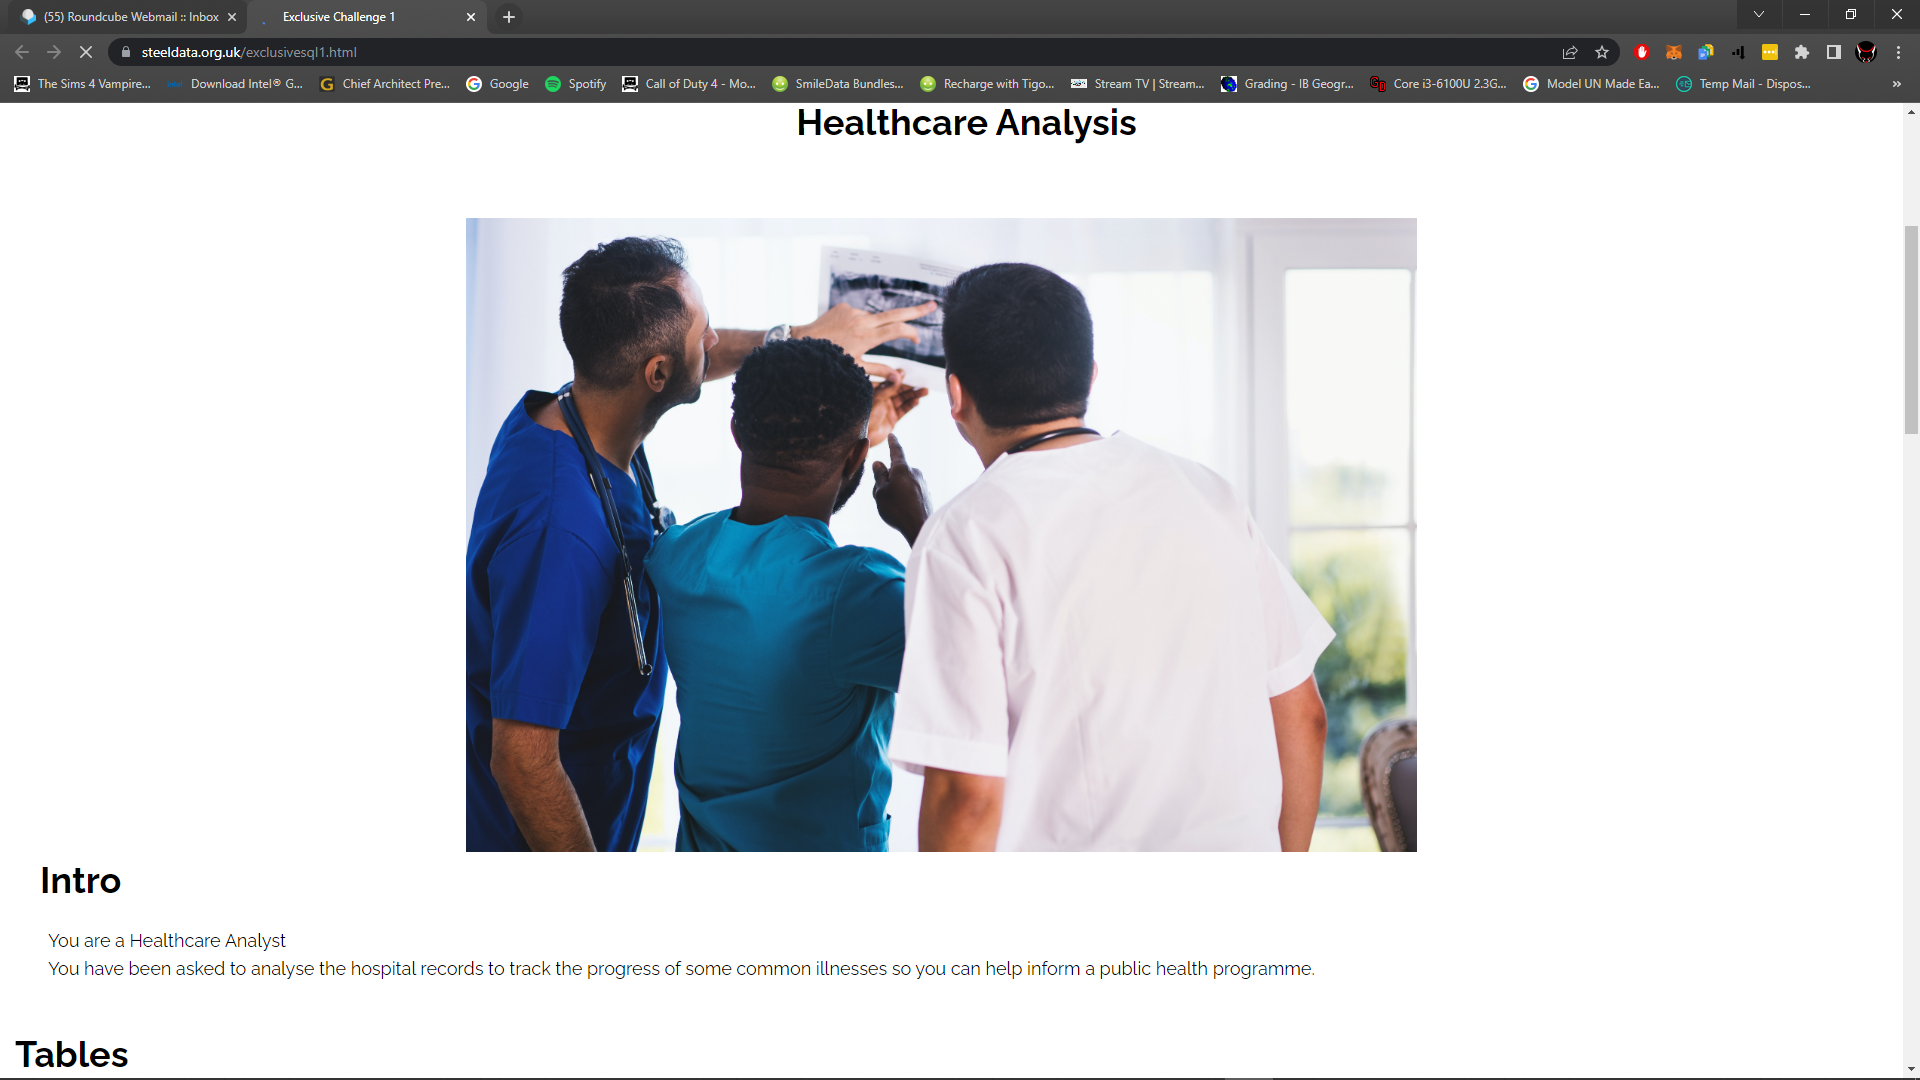 (55) Roundcube Webmail :: Inbox
Exclusive Challenge 1
steeldata.org.uk/exclusivesql1.html
The Sims 4 Vampire...
Download Intel® G...
Chief Architect Pre...
Google
Spotify
Call of Duty 4 - Mo...
SmileData Bundles...
Recharge with Tigo...
Stream TV | Stream...
Grading - IB Geogr...
Core i3-6100U 2.3G...
Model UN Made Ea...
Temp Mail - Dispos...
»
Healthcare Analysis
Intro
You are a Healthcare Analyst
You have been asked to analyse the hospital records to track the progress of some common illnesses so you can help inform a public health programme.
Tables